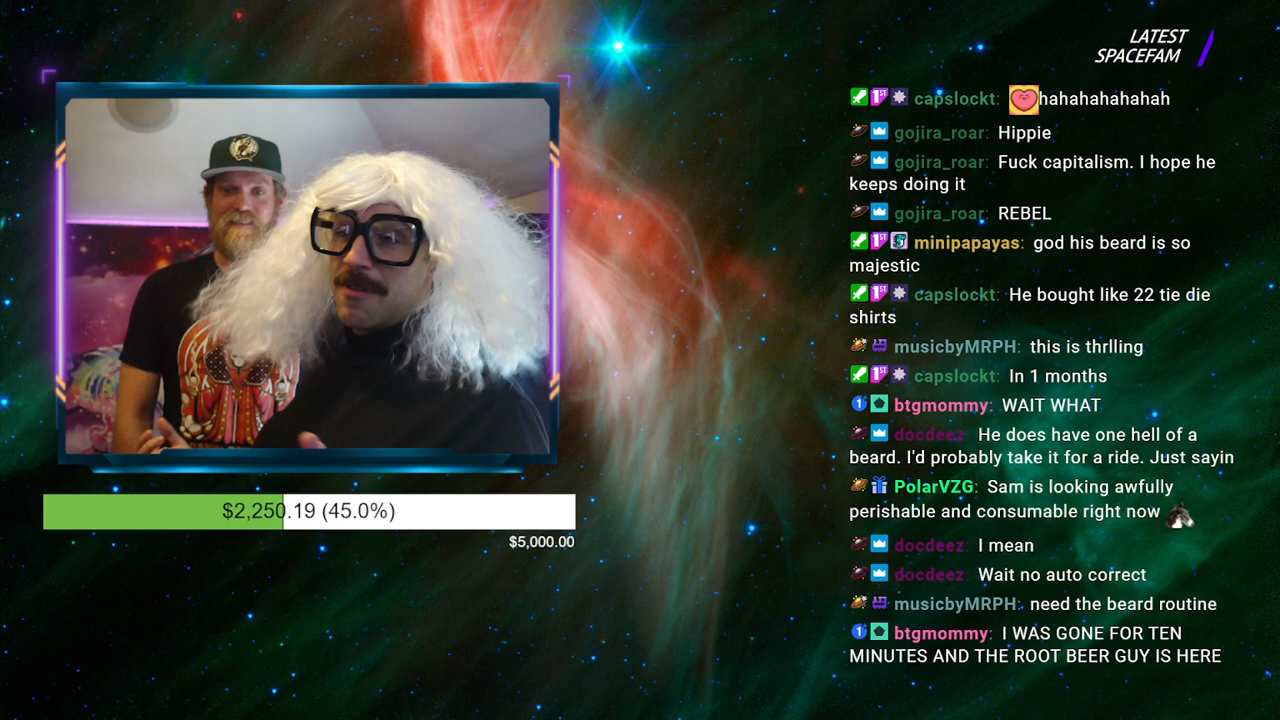 LATEST
SPACEFAM
capslockt: hahahahahahah
gojira_roar: Hippie
gojira_roar: Fuck capitalism. I hope he
keeps doing it
gojira_roar: REBEL
minipapayas: god his beard is so
majestic
capslockt: He bought like 22 tie die
shirts
musicbyMRPH: this is thrlling
capslockt: In 1 months
btgmommy: WAIT WHAT
docdeez: He does have one hell of a
beard. I'd probably take it for a ride. Just sayin
PolarVZG: Sam is looking awfully
perishable and consumable right now
docdeez: I mean
docdeez: Wait no auto correct
musicbyMRPH: need the beard routine
btgmommy: I WAS GONE FOR TEN
MINUTES AND THE ROOT BEER GUY IS HERE
$2,250.19 (45.0%)
$5,000.00